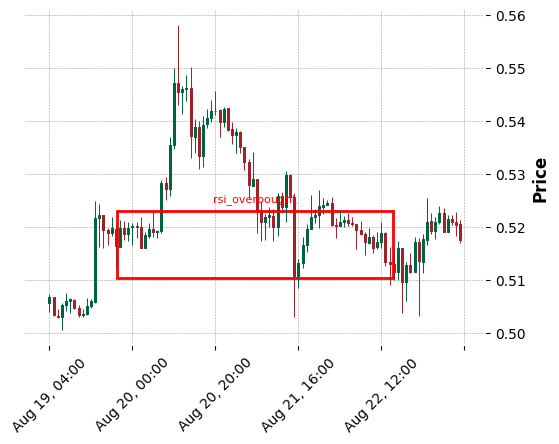 0.56
0.55
0.54
0.53
rsi_overbought
0.52
0.51
0.50
Price
Aug 19, 04:00
Aug 20, 00:00
Aug 20, 20:00
Aug 21, 16:00
Aug 22, 12:00